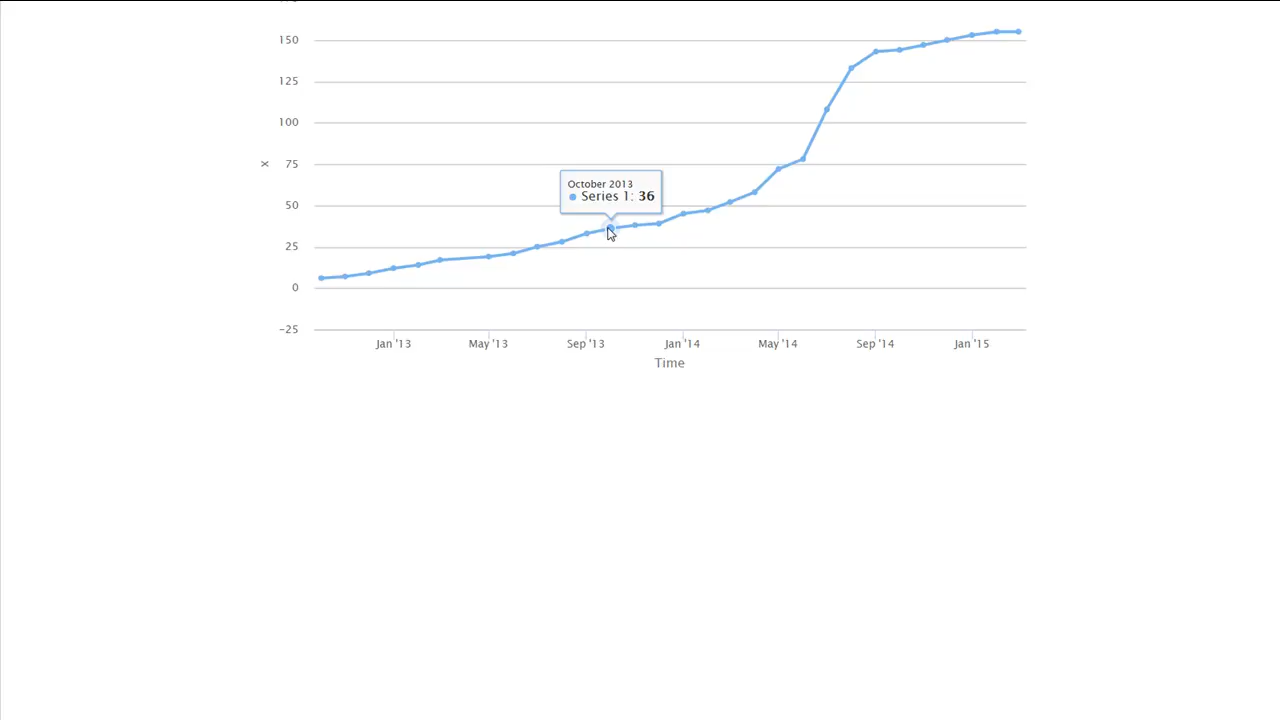 150
125
100
x
75
October 2013
Series 1: 36
50
25
0
−25
Jan '13 May '13 Sep '13 Jan '14 May '14 Sep '14 Jan '15
Time